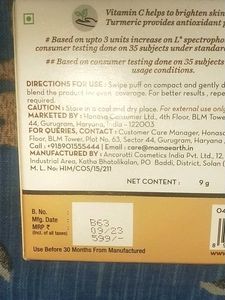 Vitamin C helps to brighten skin
Turmeric provides antioxidant
# Based on upto 3 units increase on L* spectropho
consumer testing done on 35 subjects under standar
## Based on consumer testing done on 35 subjects
usage conditions.
DIRECTIONS FOR USE : Swipe puff on compact and gently
blend the product even coverage. For better results, repe
required.
CAUTION : Store in a cool and dry place. For external use only
MARKETED BY : Honasa Consumer Ltd., 4th Floor, BLM Tower
44, Gurugram, Haryana, India - 122003.
FOR QUERIES, CONTACT : Customer Care Manager, Honasa
Floor, BLM Tower, Plot No. 63, Sector 44, Gurugram, Haryana
Call : +918901555444 | Email : care@mamaearth.in
MANUFACTURED BY : Ancorotti Cosmetics India Pvt. Ltd., 12
Industrial Area, Katha Bhatolikalan, PO Baddi, District, Solan
M. L. No: HIM/COS/15/211
NET CONTENT : 9 g
B. No.
Mfg. Date
MRP ₹
(Incl. of all taxes)
B63
09/23
599/-
Use Before 30 Months From Manufactured